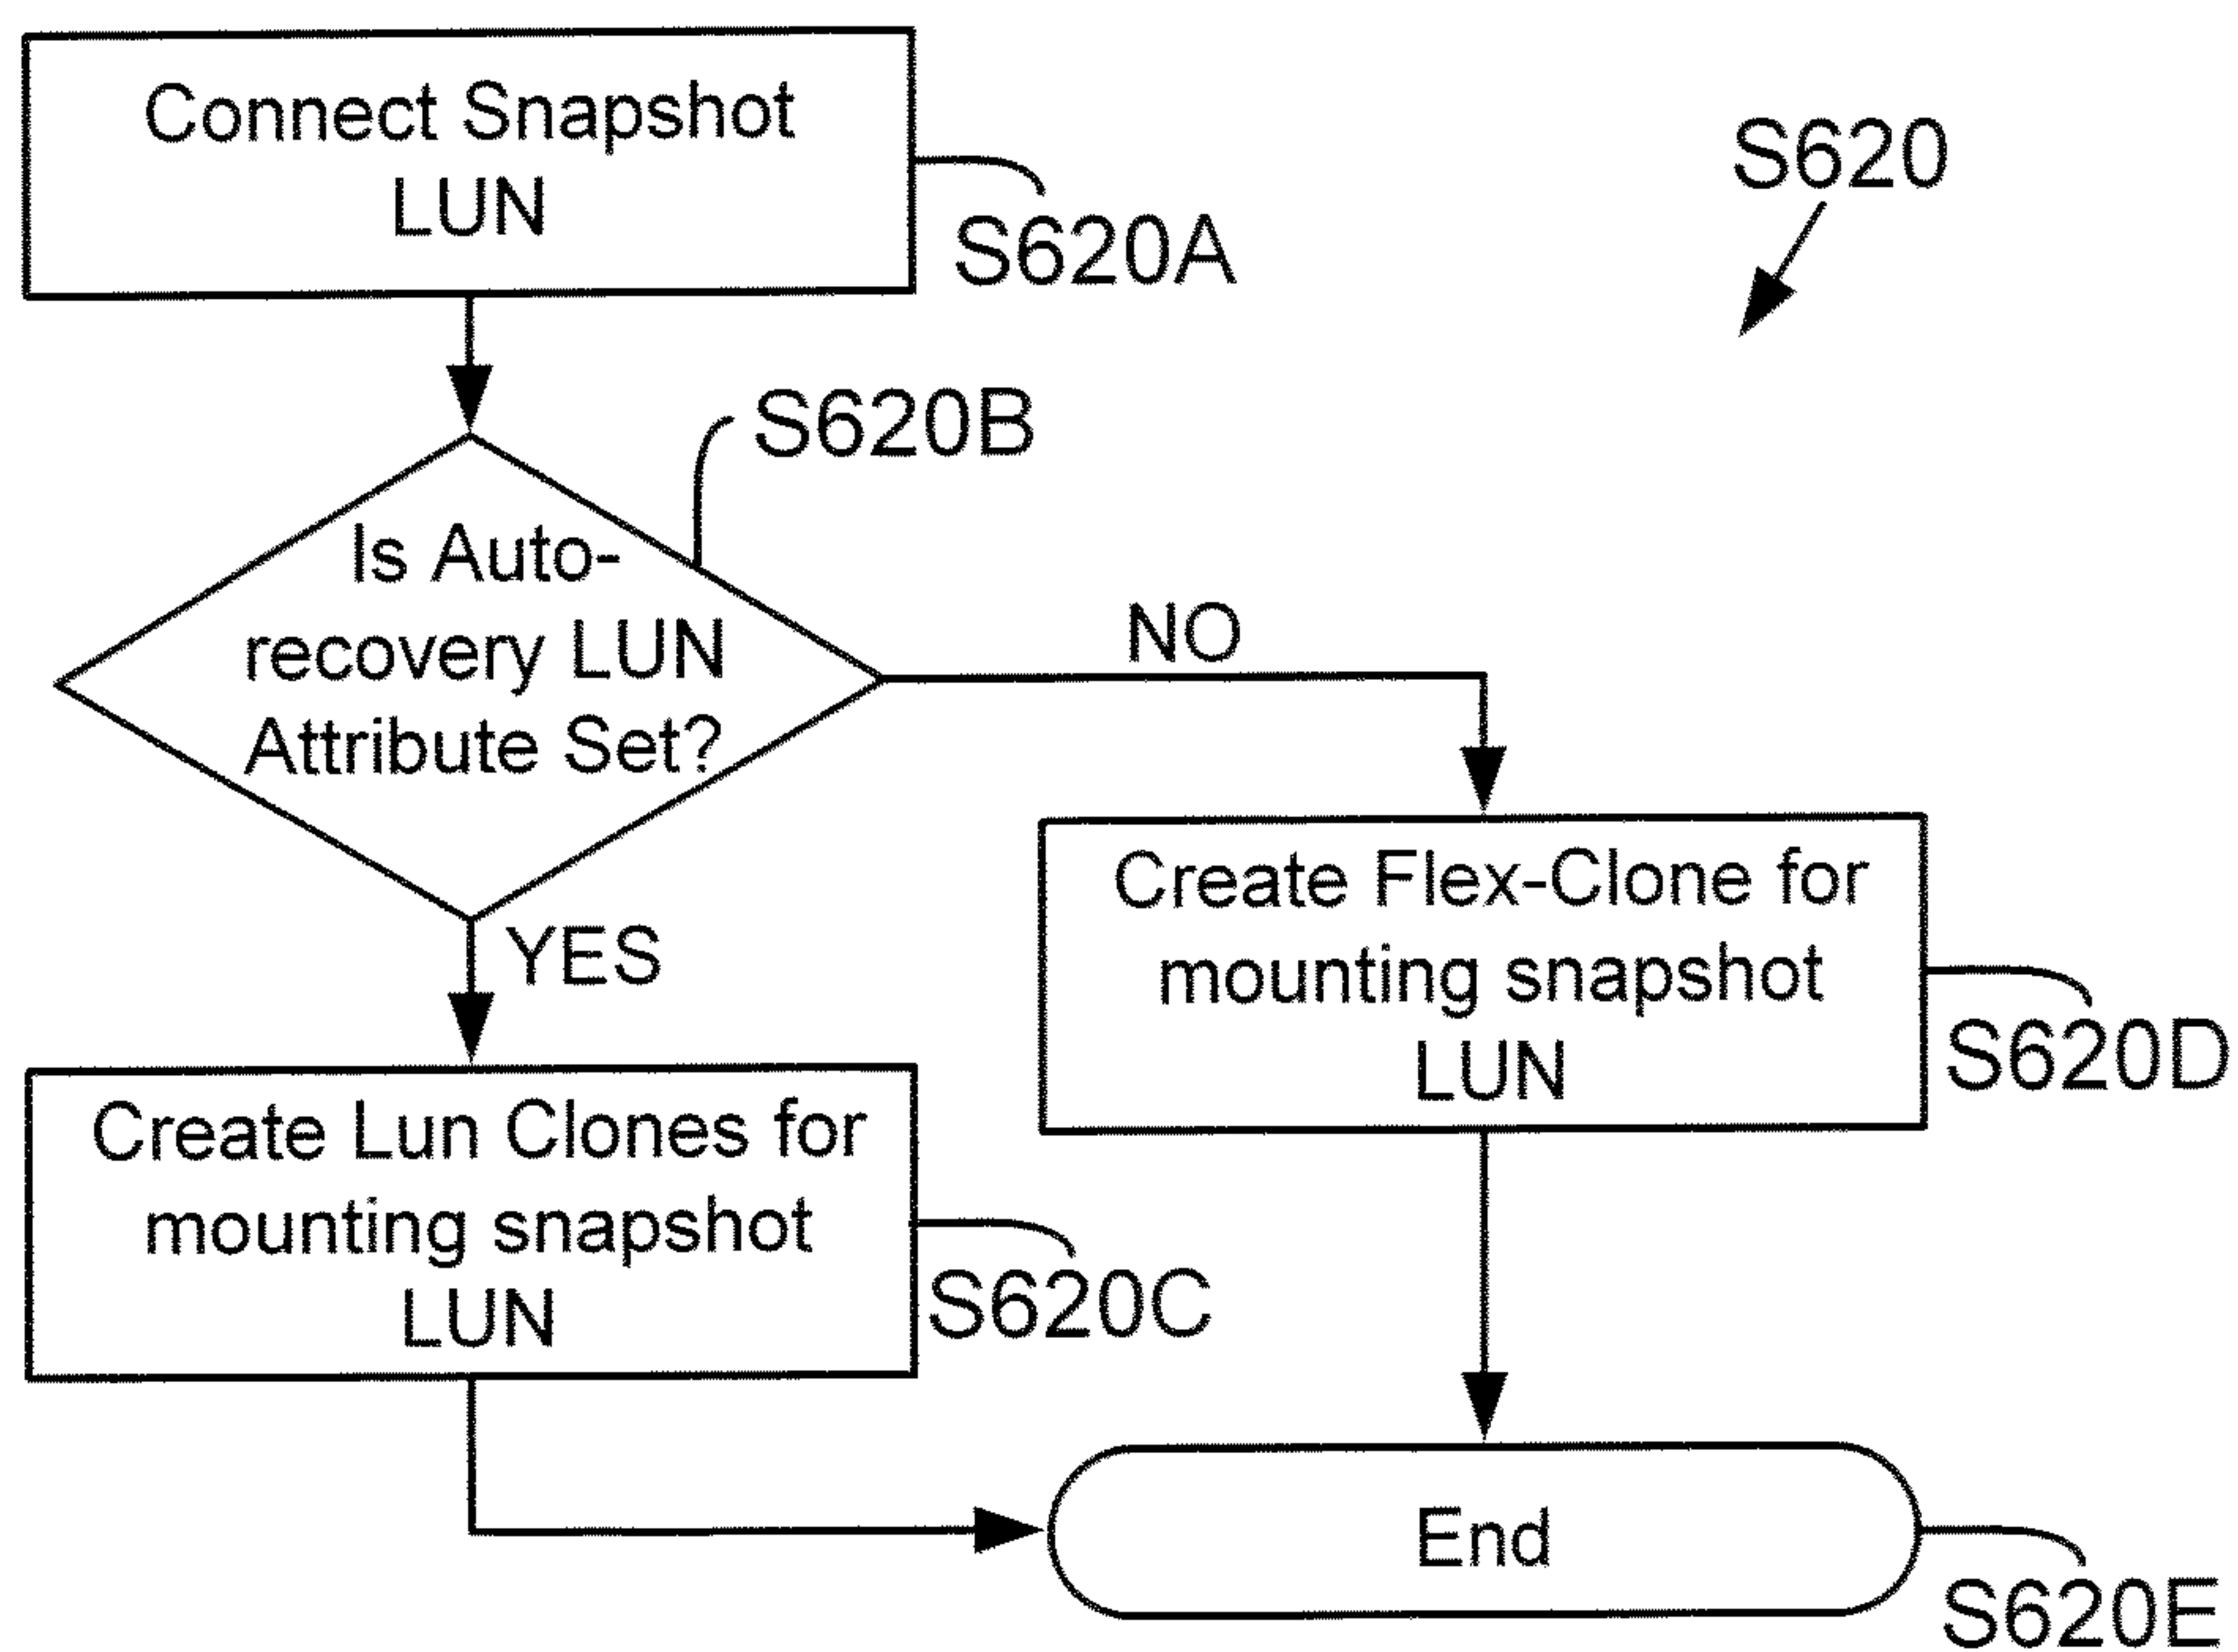 Connect Snapshot
LUN
S620A
S620
S620B
Is Auto-
recovery LUN
Attribute Set?
NO
YES
Create Flex-Clone for
mounting snapshot
LUN
S620D
Create Lun Clones for
mounting snapshot
LUN
S620C
End
S620E